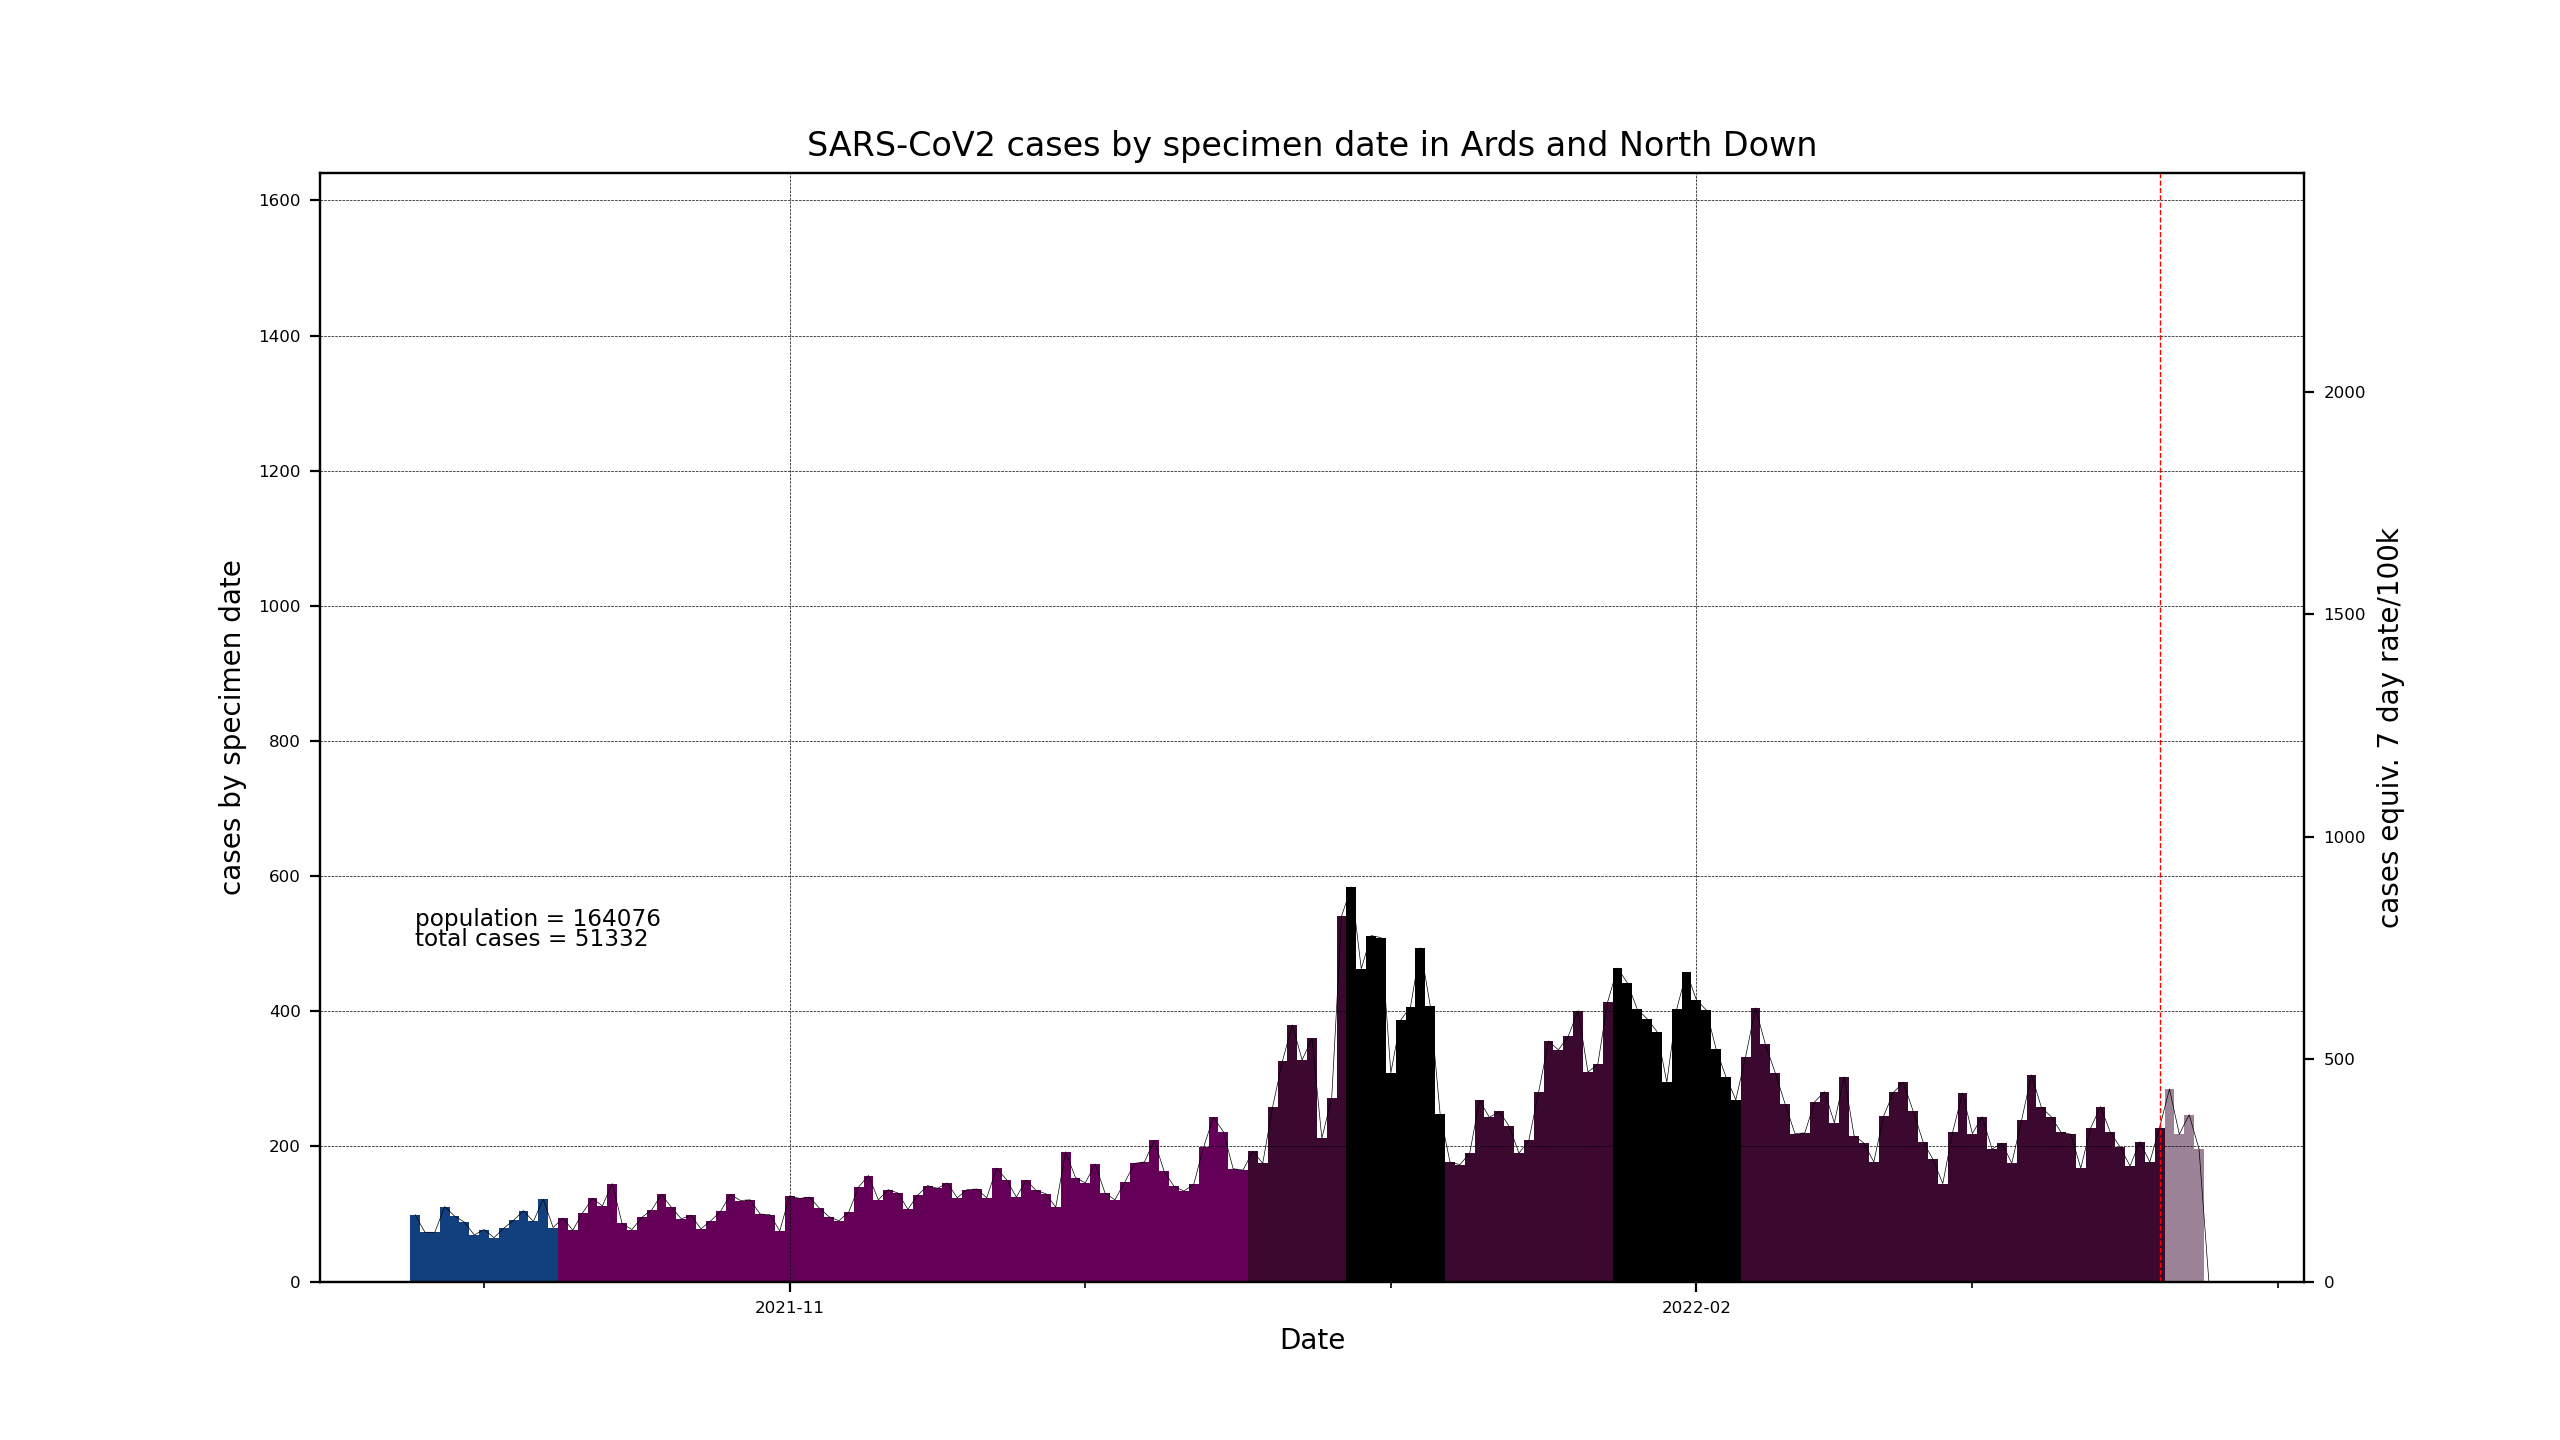 SARS-CoV2 cases by specimen date in Ards and North Down
cases by specimen date
1600
1400
1200
1000
800
600
400
200
0
population = 164076
total cases = 51332
2021-11
2022-02
Date
2000
1500
1000
500
0
cases equiv. 7 day rate/100k